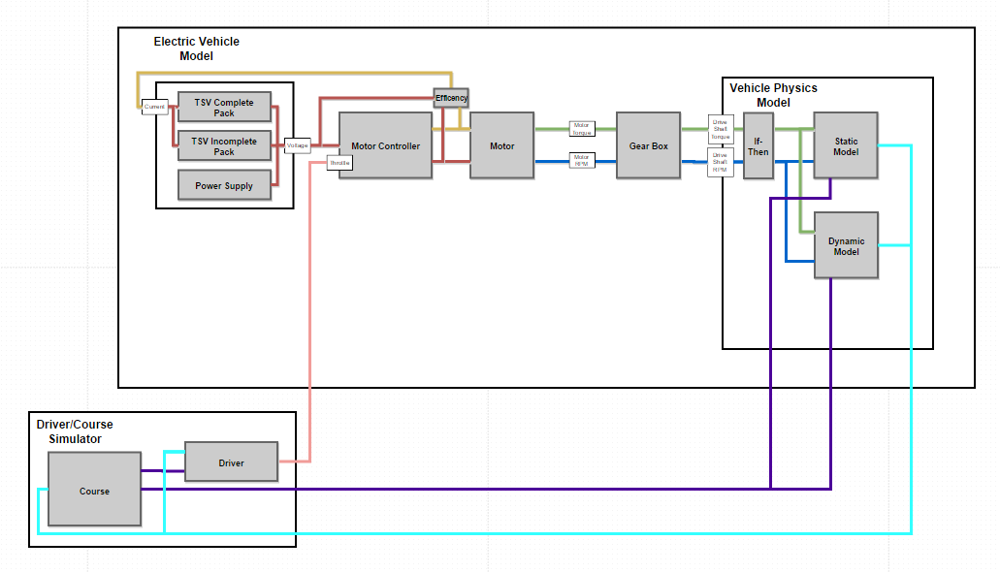 Electric Vehicle
Model
Vehicle Physics
Model
Current
TSV Complete
Pack
TSV Incomplete
Pack
Power Supply
Voltage
throttle
Efficency
Motor Controller
Motor
Motor
Torque
Motor
RPM
Gear Box
Drive
Shaft
Torque
Drive
Shaft
RPM
If-
Then
Static
Model
Dynamic
Model
Driver/Course
Simulator
Course
Driver